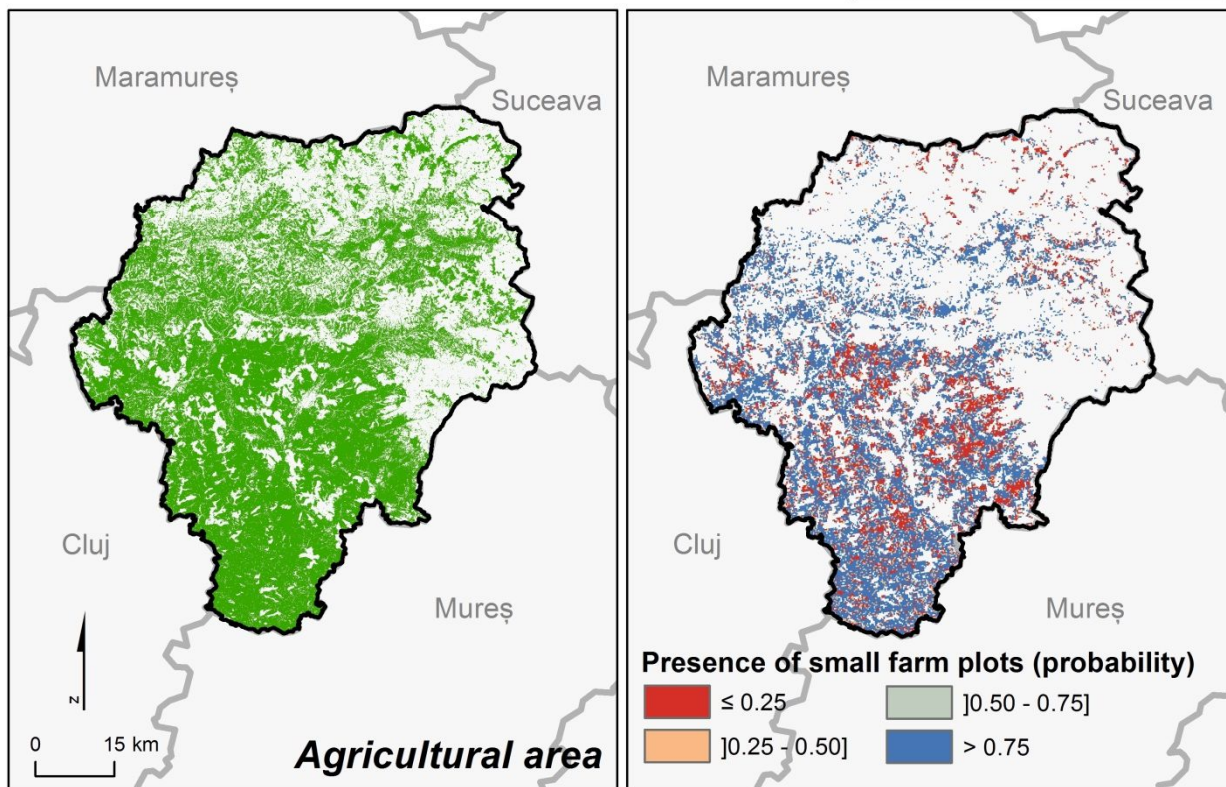 Maramureș
Suceava
Cluj
Mureș
N
0 15 km
Agricultural area
Maramureș
Suceava
Cluj
Mureș
Presence of small farm plots (probability)
≤ 0.25
]0.50 - 0.75]
]0.25 - 0.50]
> 0.75